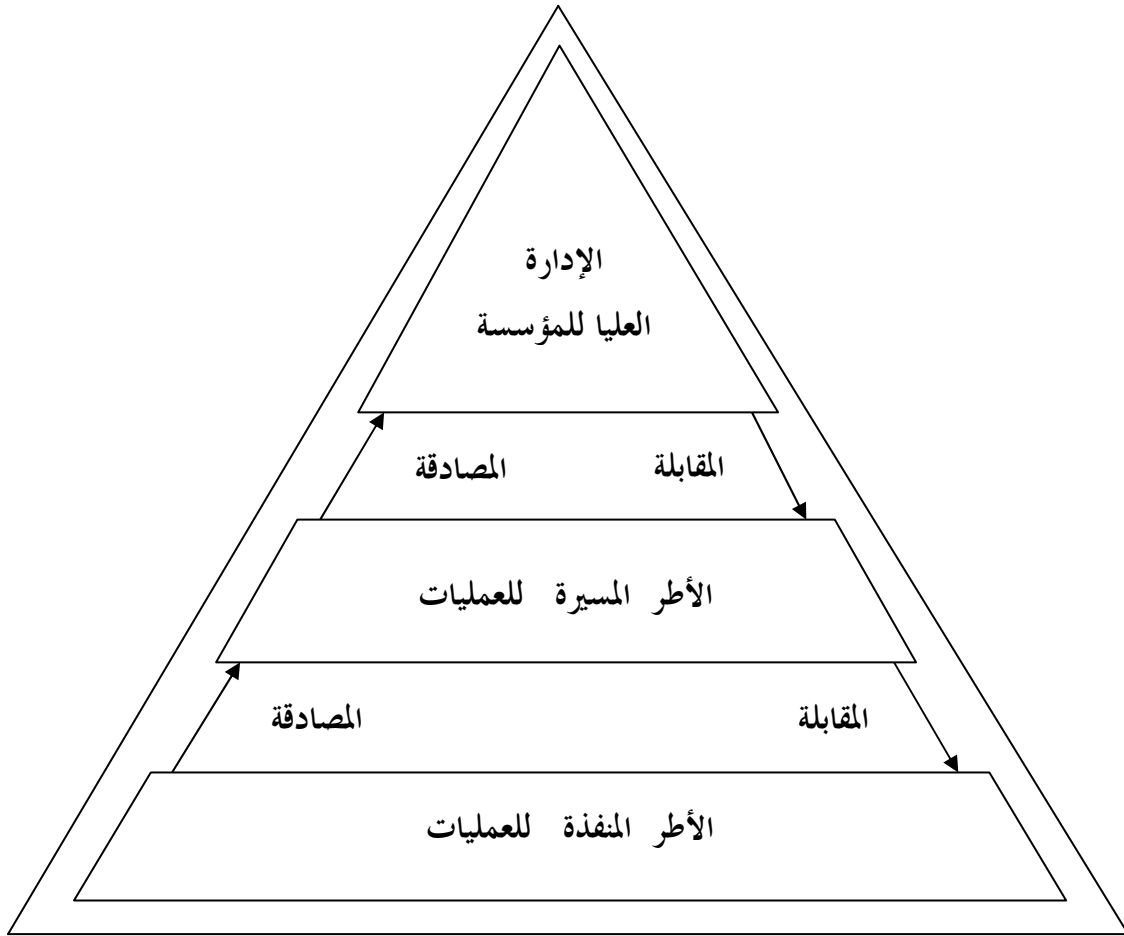 الإدارة
العليا للمؤسسة
المقابلة المصادقة
الأطر المسيرة للعمليات
المقابلة المصادقة
الأطر المنفذة للعمليات